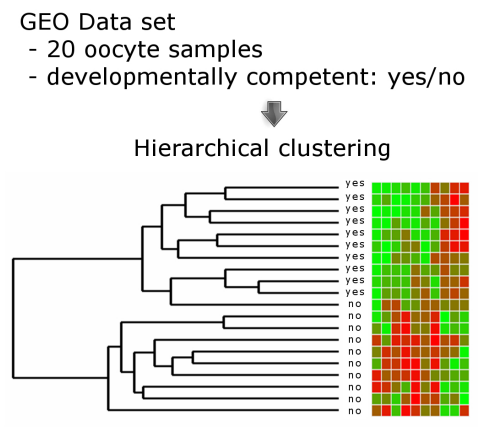 GEO Data set
- 20 oocyte samples
- developmentally competent: yes/no
Hierarchical clustering
yes
yes
yes
yes
yes
yes
yes
yes
yes
yes
no
no
no
no
no
no
no
no
no
no